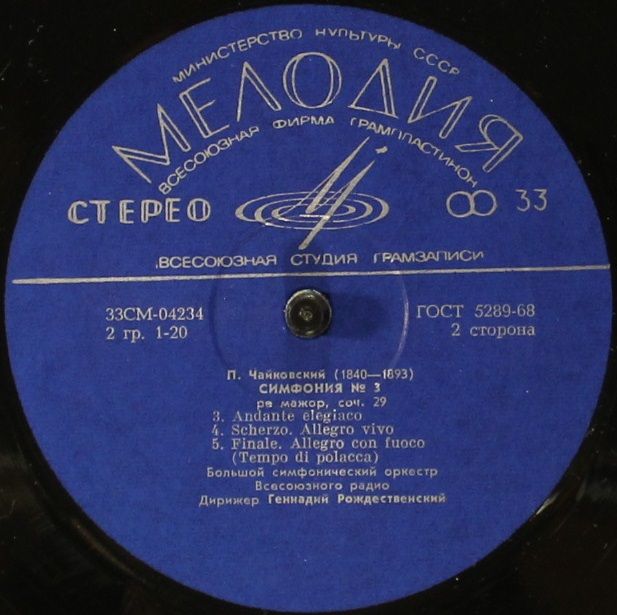 МИНИСТЕРСТВО КУЛЬТУРЫ СССР
МЕЛОДИЯ
ВСЕСОЮЗНАЯ ФИРМА ГРАМПЛАСТИНОК
СТЕРЕО
33
ВСЕСОЮЗНАЯ СТУДИЯ ГРАМЗАПИСИ
33СМ-04234
2 гр. 1-20
ГОСТ 5289-68
2 сторона
П. Чайковский (1840—1893)
СИМФОНИЯ № 3
ре мажор, соч. 29
3. Andante elegiaco
4. Scherzo. Allegro vivo
5. Finale. Allegro con fuoco
(Tempo di polacca)
Большой симфонический оркестр
Всесоюзного радио
Дирижер Геннадий Рождественский